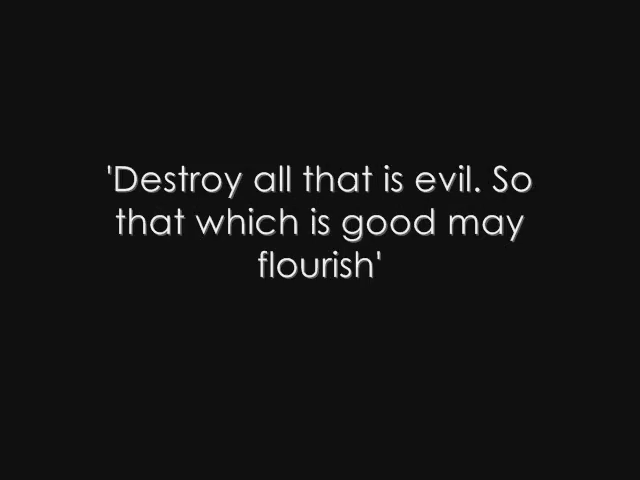 'Destroy all that is evil. So
that which is good may
flourish'